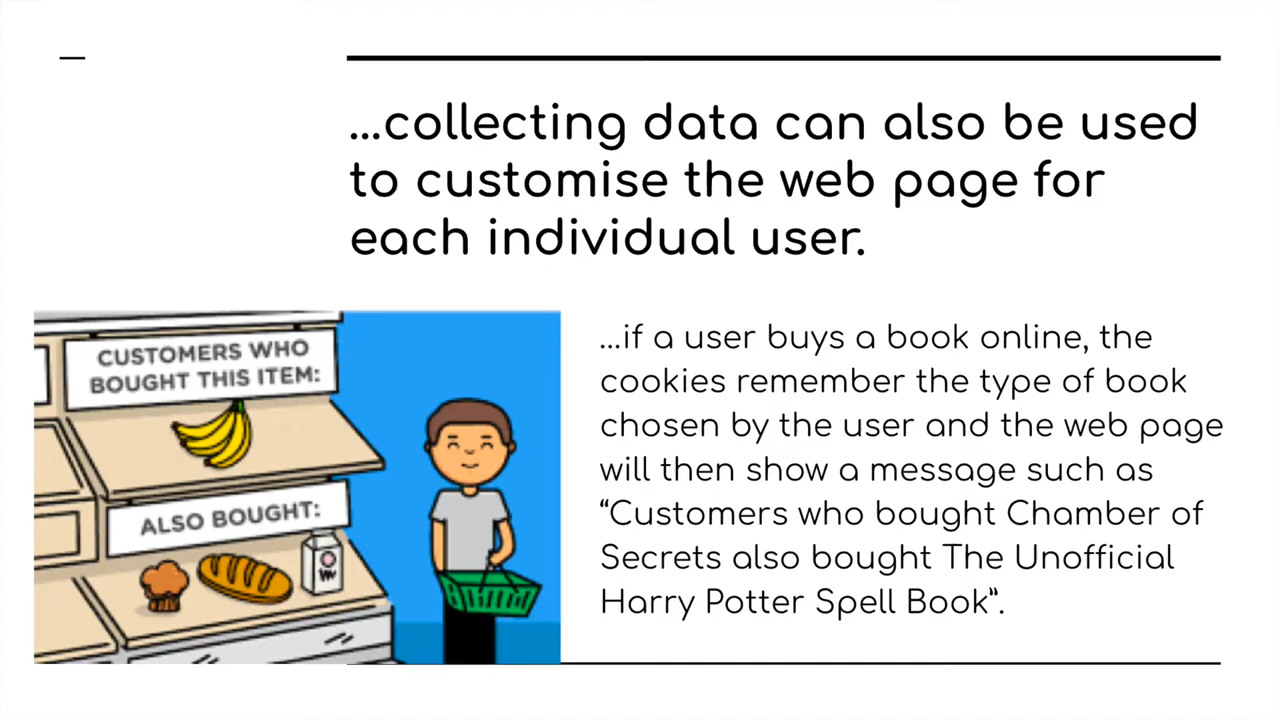 ...collecting data can also be used
to customise the web page for
each individual user.
CUSTOMERS WHO
BOUGHT THIS ITEM:
ALSO BOUGHT:
...if a user buys a book online, the
cookies remember the type of book
chosen by the user and the web page
will then show a message such as
“Customers who bought Chamber of
Secrets also bought The Unofficial
Harry Potter Spell Book”.